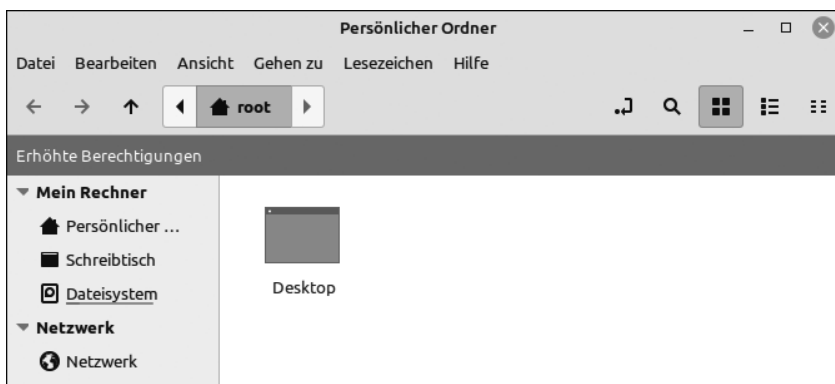 Persönlicher Ordner
Datei Bearbeiten Ansicht Gehen zu Lesezeichen Hilfe
root
Erhöhte Berechtigungen
Mein Rechner
Persönlicher ...
Schreibtisch
Dateisystem
Netzwerk
Netzwerk
Desktop